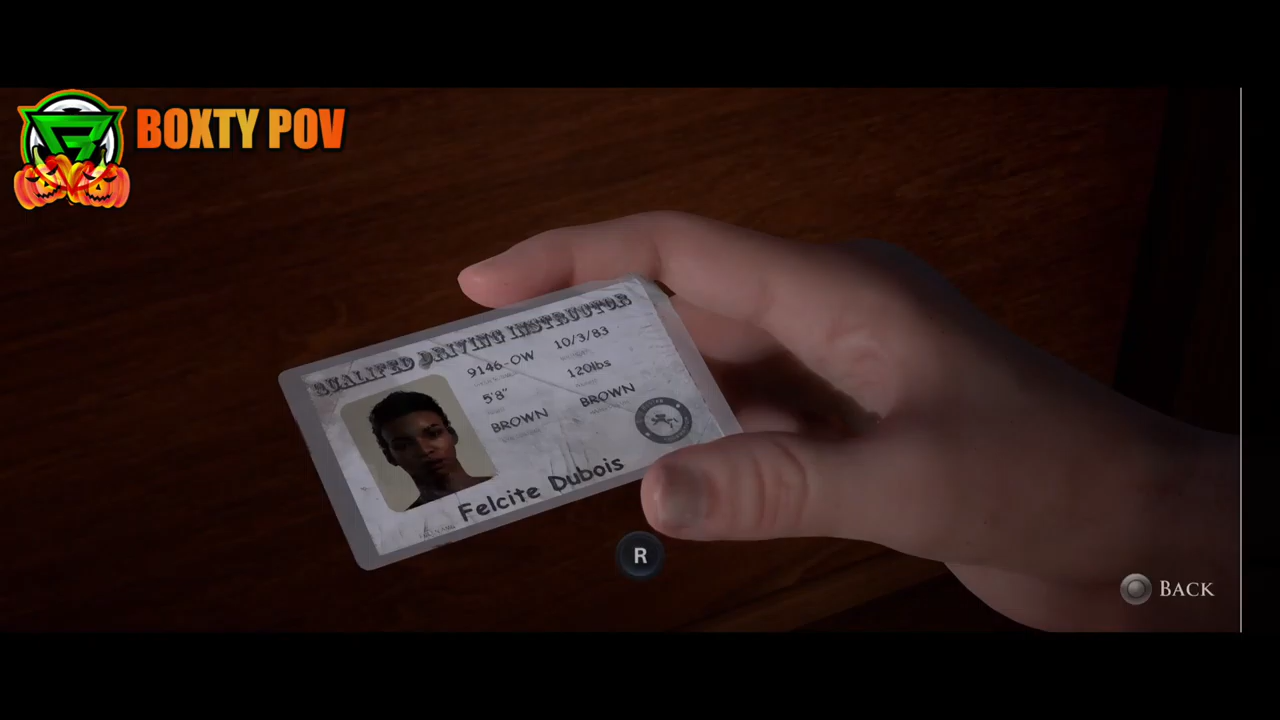 BOXTY POV
QUALIFED DRIVING INSTRUCTOR
9146-OW 10/3/83
5'8" 120lbs
BROWN BROWN
Felcite Dubois
R
BACK